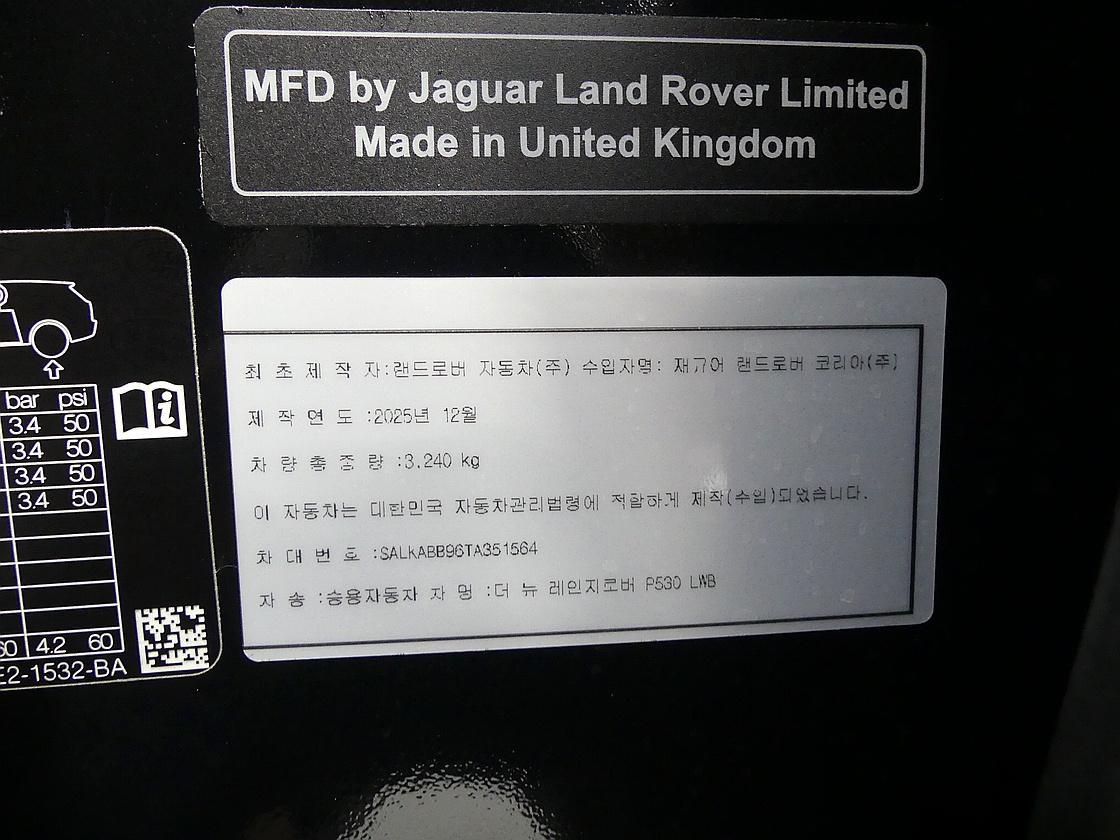 MFD by Jaguar Land Rover Limited
Made in United Kingdom
bar psi
3.4 50
3.4 50
3.4 50
3.4 50
60 4.2 60
E2-1532-BA
최 초 제 작 자:랜드로버 자동차(주) 수입자명: 재규어 랜드로버 코리아(주)
제 작 연 도 :2025년 12월
차 량 총 중 량 :3,240 kg
이 자동차는 대한민국 자동차관리법령에 적합하게 제작(수입)되었습니다.
차 대 번 호 :SALKABB96TA351564
차 종 :승용자동차 차 명 :더 뉴 레인지로버 P530 LWB